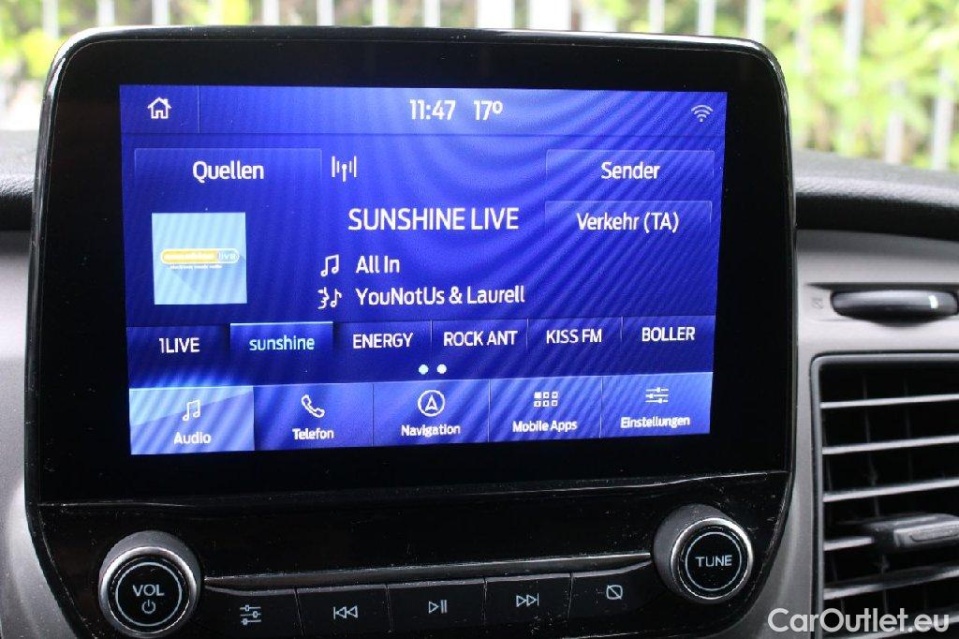 11:47 17°
Quellen
Sender
SUNSHINE LIVE
Verkehr (TA)
All In
YouNotUs & Laurell
1LIVE sunshine ENERGY ROCK ANT KISS FM BOLLER
Audio Telefon Navigation Mobile Apps Einstellungen
VOL
TUNE
CarOutlet.eu